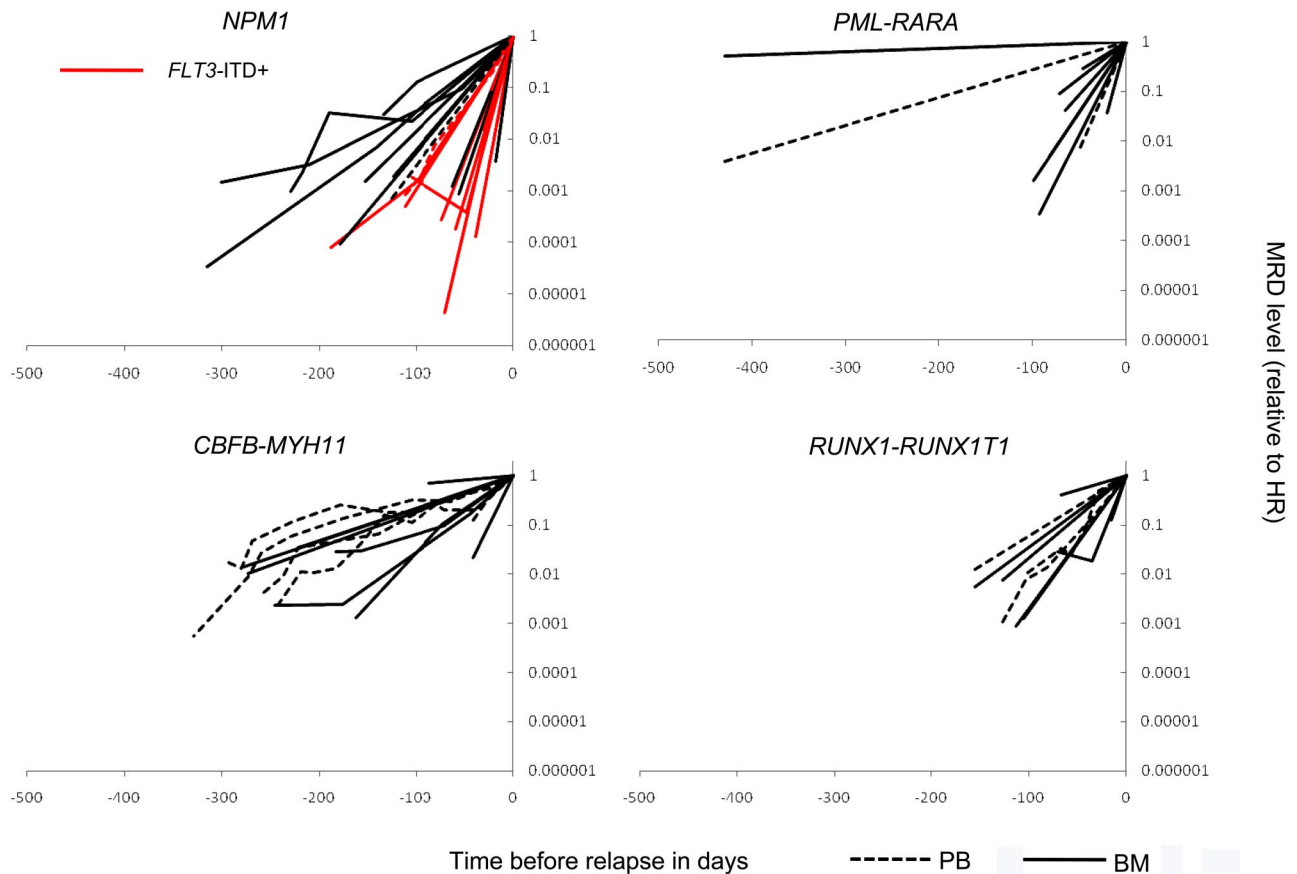 NPM1
FLT3-ITD+
1
0.1
0.01
0.001
0.0001
0.00001
0.000001
-500 -400 -300 -200 -100 0
PML-RARA
1
0.1
0.01
0.001
0.0001
0.00001
0.000001
-500 -400 -300 -200 -100 0
CBFB-MYH11
1
0.1
0.01
0.001
0.0001
0.00001
0.000001
-500 -400 -300 -200 -100 0
RUNX1-RUNX1T1
1
0.1
0.01
0.001
0.0001
0.00001
0.000001
-500 -400 -300 -200 -100 0
MRD level (relative to HR)
Time before relapse in days
PB BM